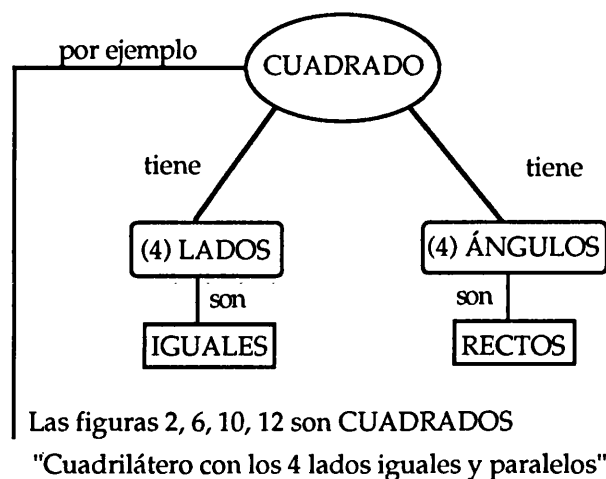 por ejemplo
CUADRADO
tiene
tiene
(4) LADOS
(4) ÁNGULOS
son
son
IGUALES
RECTOS
Las figuras 2, 6, 10, 12 son CUADRADOS
"Cuadrilátero con los 4 lados iguales y paralelos"